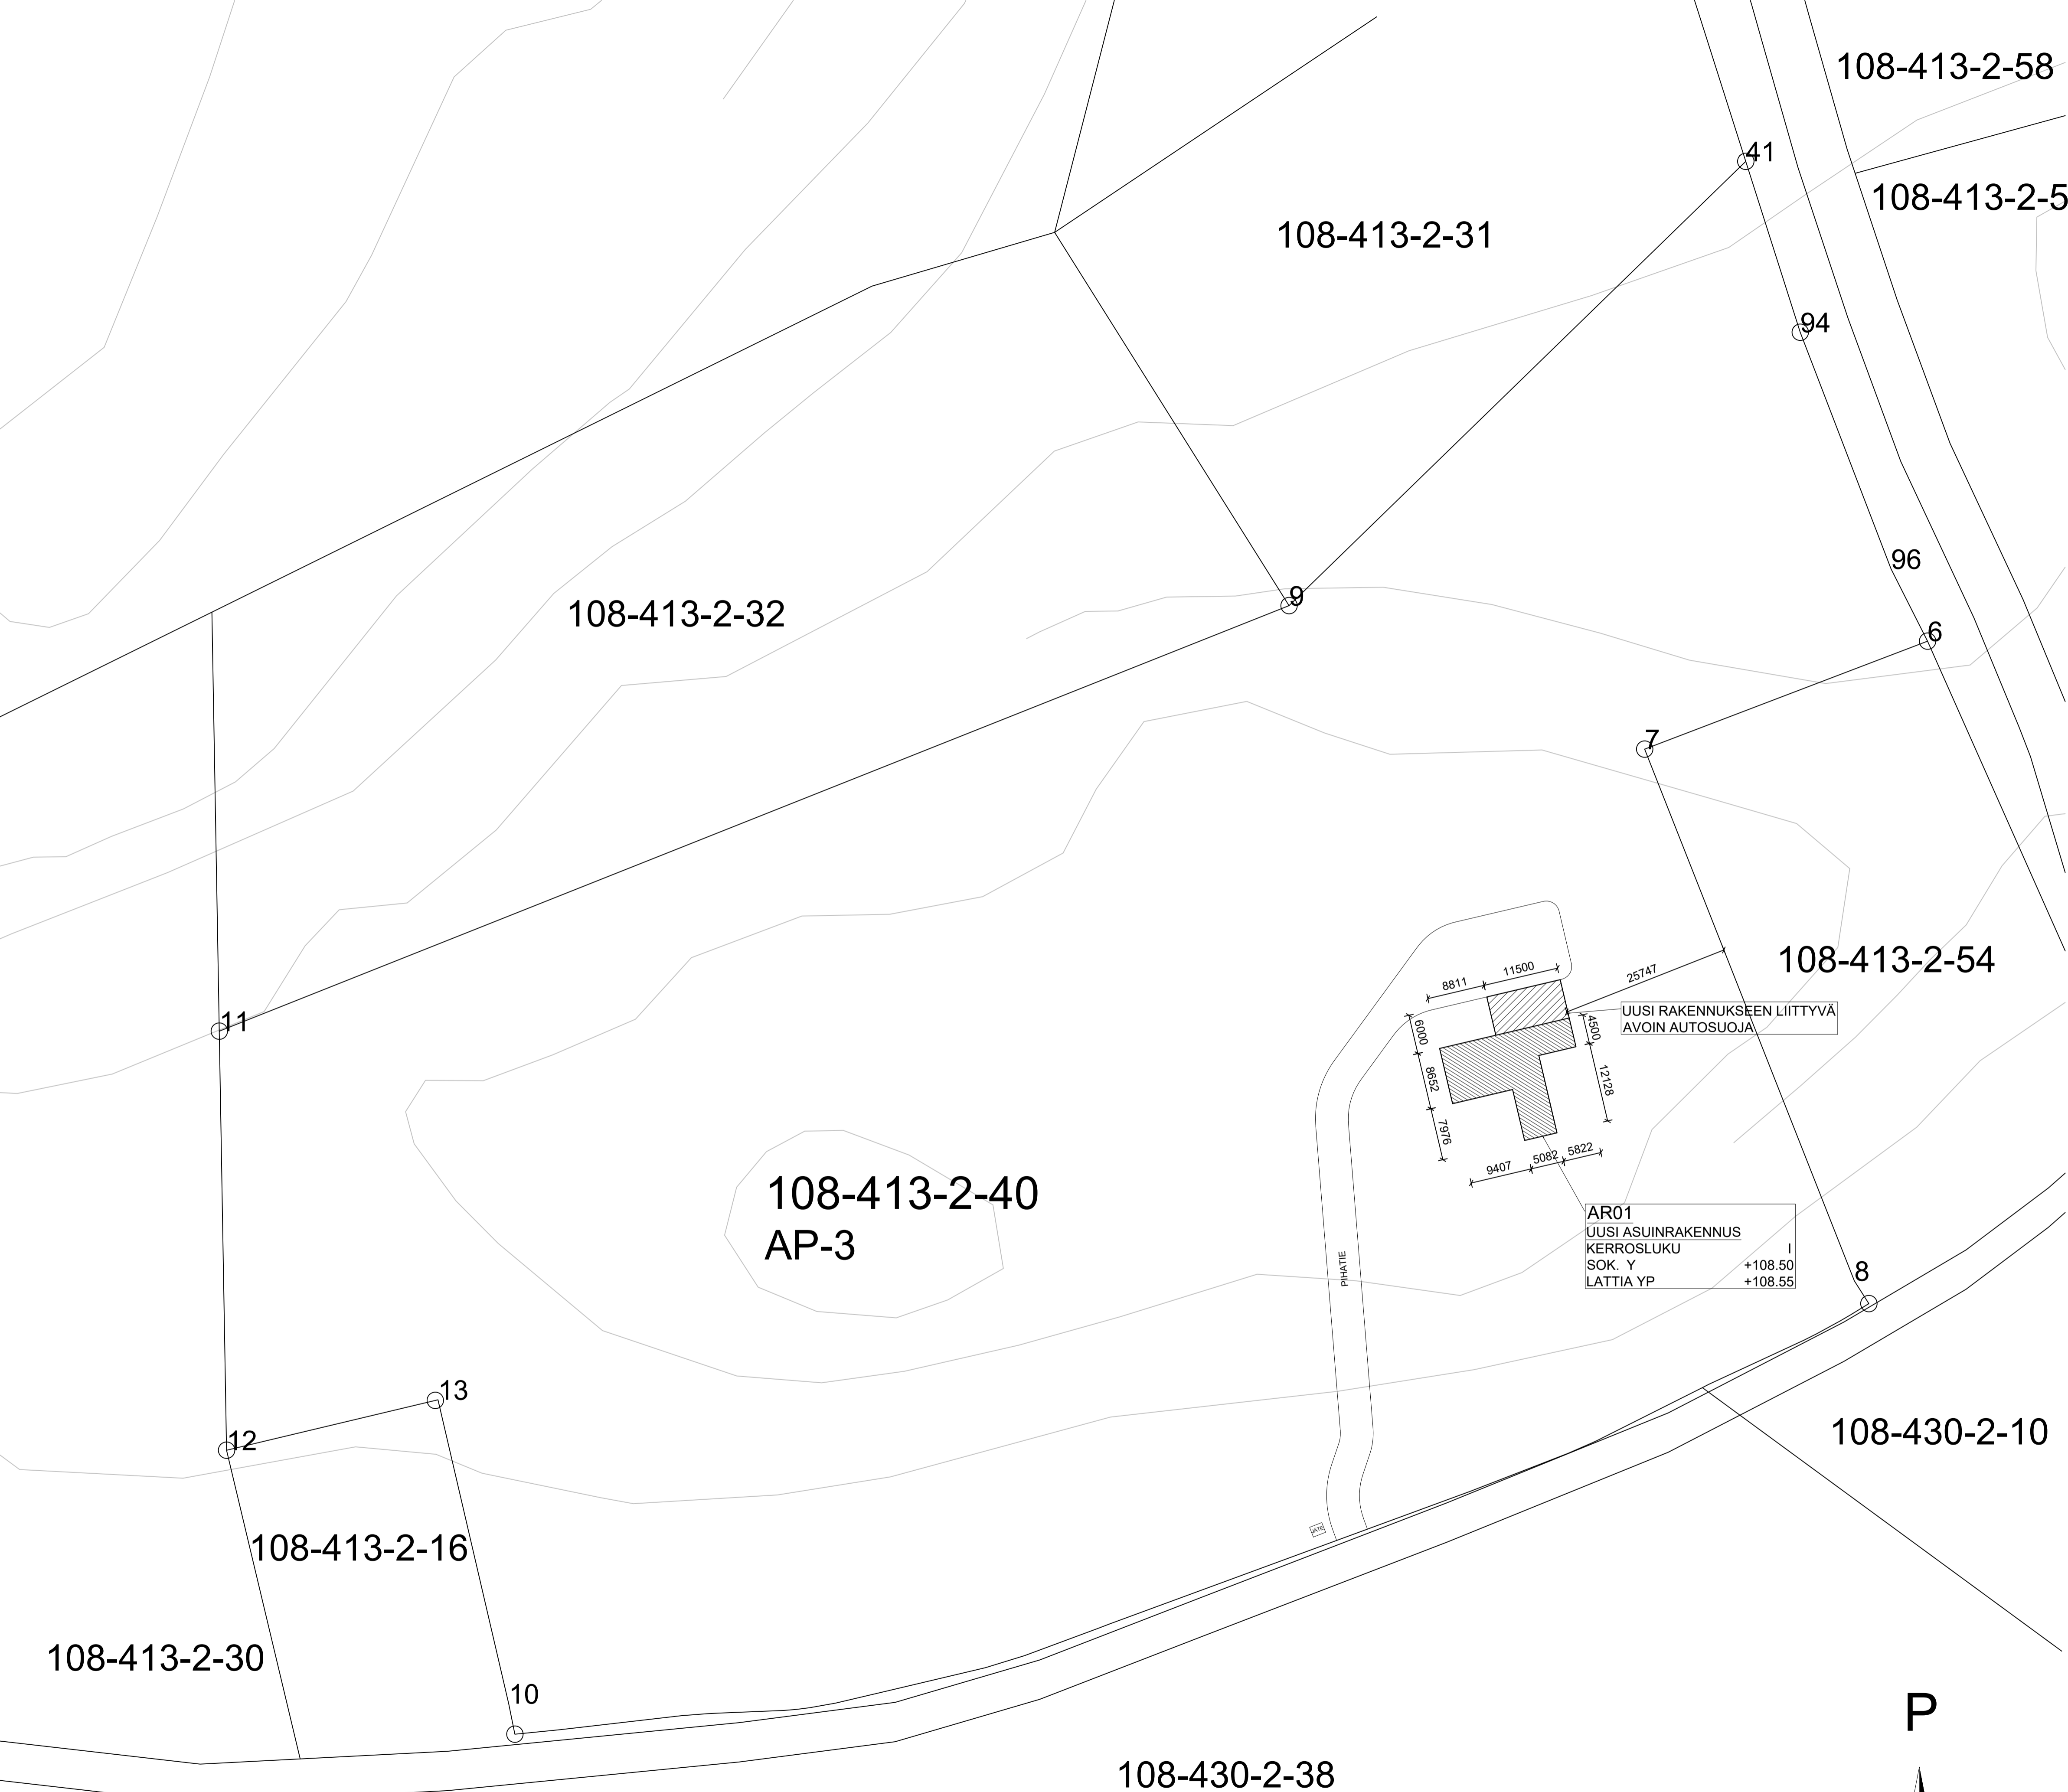 108-413-2-58
41
108-413-2-5
108-413-2-31
94
96
9
108-413-2-32
6
7
108-413-2-54
11500
25747
8811
UUSI RAKENNUKSEEN LIITTYVÄ
AVOIN AUTOSUOJA
11
6000
4500
8652
12128
7976
9407
5082
5822
108-413-2-40
AP-3
AR01
UUSI ASUINRAKENNUS
KERROSLUKU I
SOK. Y +108.50
LATTIA YP +108.55
PIHATIE
8
13
12
108-430-2-10
JÄTE
108-413-2-16
108-413-2-30
10
P
108-430-2-38